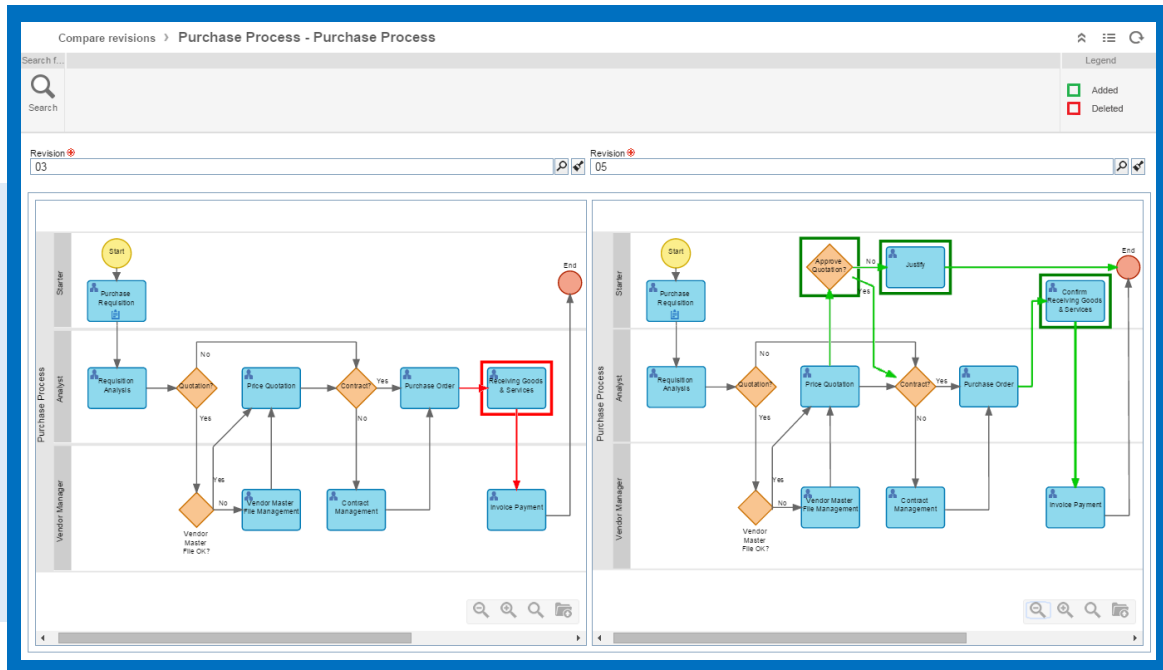 Compare revisions > Purchase Process - Purchase Process
Search f...
Legend
Search
Added
Deleted
Revision
03
Revision
05
Purchase Process
Starter
Analyst
Vendor Manager
Start
Purchase
Requisition
End
No
Requisition
Analysis
Quotation?
Price Quotation
Contract?
Yes
Purchase Order
Receiving Goods
& Services
Yes
No
Yes
No
Vendor Master
File Management
Contract
Management
Invoice Payment
Vendor
Master
File OK?
Purchase Process
Starter
Analyst
Vendor Manager
Start
Purchase
Requisition
Approve
Quotation?
No
Yes
Justify
End
Confirm
Receiving Goods
& Services
No
Requisition
Analysis
Quotation?
Price Quotation
Contract?
Yes
Purchase Order
Yes
No
Yes
No
Vendor Master
File Management
Contract
Management
Invoice Payment
Vendor
Master
File OK?